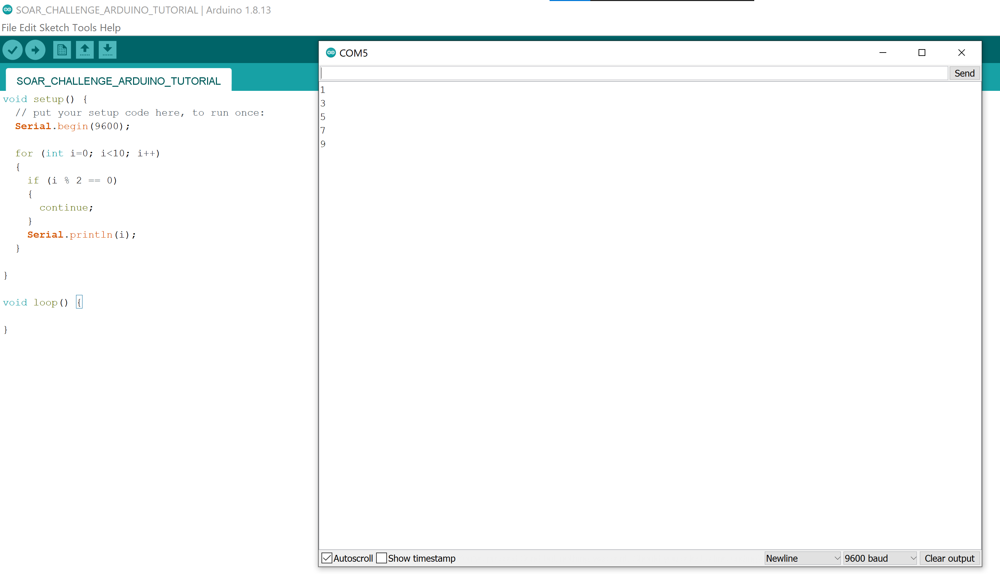 SOAR_CHALLENGE_ARDUINO_TUTORIAL | Arduino 1.8.13
File Edit Sketch Tools Help
SOAR_CHALLENGE_ARDUINO_TUTORIAL
void setup() {
  // put your setup code here, to run once:
  Serial.begin(9600);
  for (int i=0; i<10; i++)
  {
    if (i % 2 == 0)
    {
      continue;
    }
    Serial.println(i);
  }
}
void loop() {
}
COM5
Send
1
3
5
7
9
Autoscroll Show timestamp
Newline 9600 baud Clear output